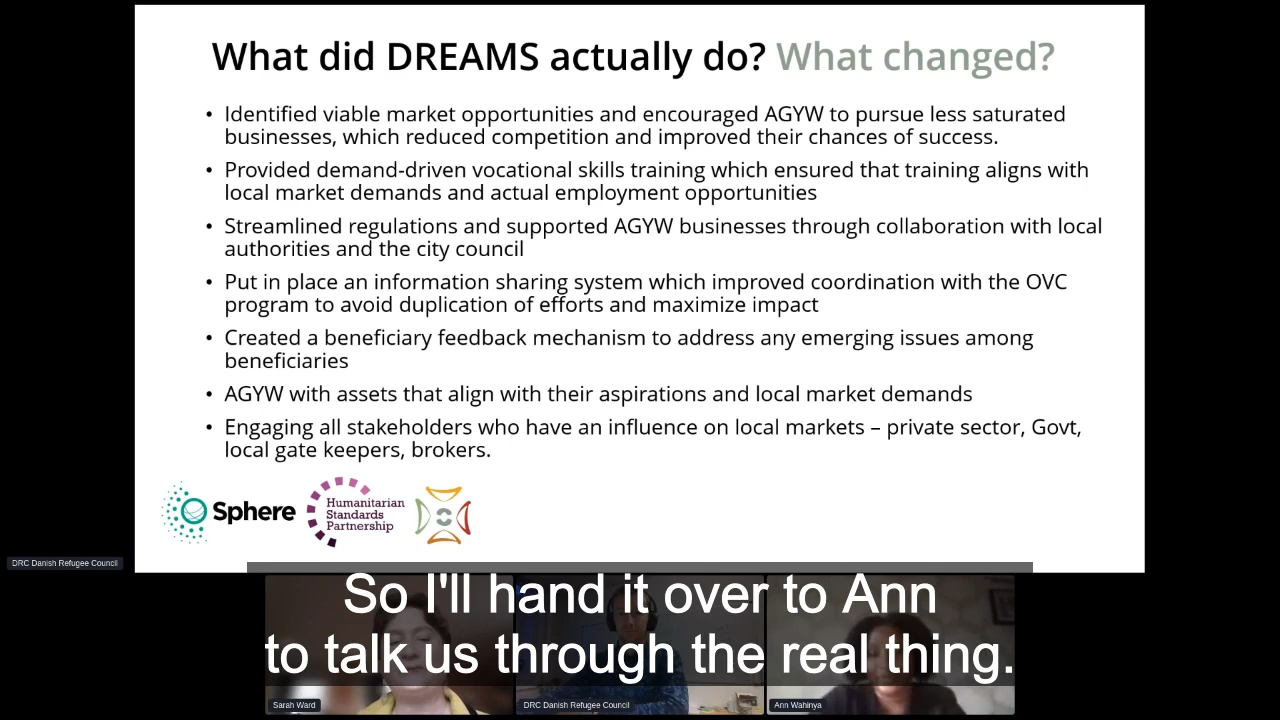 What did DREAMS actually do? What changed?
• Identified viable market opportunities and encouraged AGYW to pursue less saturated
businesses, which reduced competition and improved their chances of success.
• Provided demand-driven vocational skills training which ensured that training aligns with
local market demands and actual employment opportunities
• Streamlined regulations and supported AGYW businesses through collaboration with local
authorities and the city council
• Put in place an information sharing system which improved coordination with the OVC
program to avoid duplication of efforts and maximize impact
• Created a beneficiary feedback mechanism to address any emerging issues among
beneficiaries
• AGYW with assets that align with their aspirations and local market demands
• Engaging all stakeholders who have an influence on local markets – private sector, Govt,
local gate keepers, brokers.
Sphere
Humanitarian
Standards
Partnership
DRC Danish Refugee Council
So I'll hand it over to Ann
to talk us through the real thing.
Sarah Ward
DRC Danish Refugee Council
Ann Wahinya